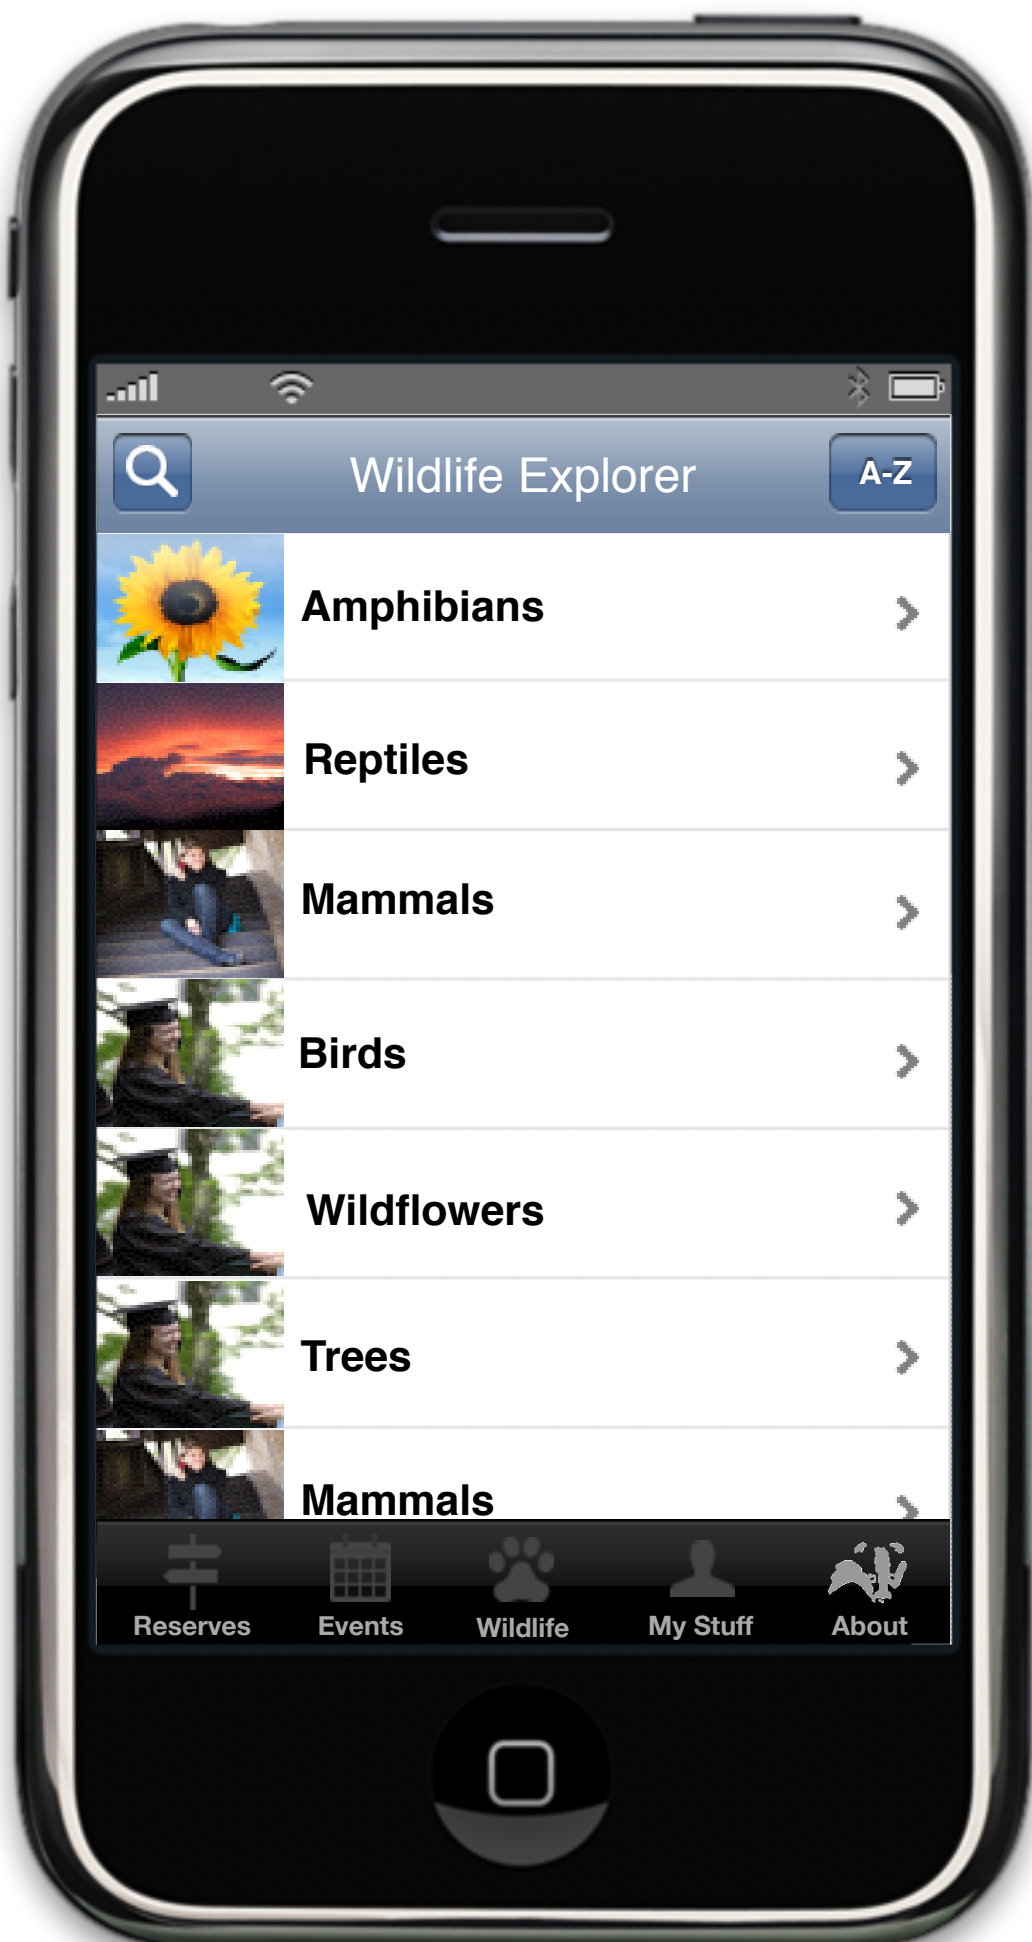 Wildlife Explorer
A-Z
Amphibians
Reptiles
Mammals
Birds
Wildflowers
Trees
Mammals
Reserves
Events
Wildlife
My Stuff
About